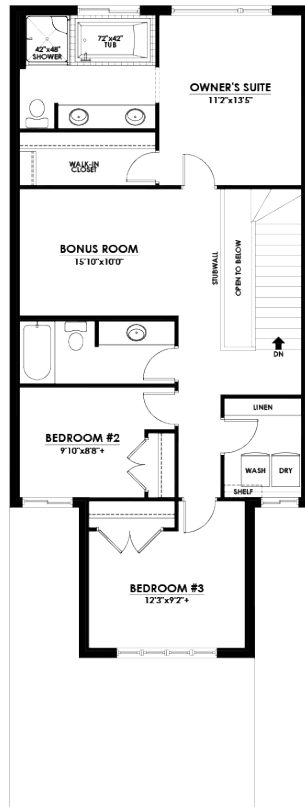 42"x48"
SHOWER
72"x42"
TUB
OWNER'S SUITE
11'2"x13'5"
WALK-IN
CLOSET
BONUS ROOM
15'10"x10'0"
STUBWALL
OPEN TO BELOW
DN
BEDROOM #2
9'10"x8'8"+
LINEN
WASH
DRY
SHELF
BEDROOM #3
12'3"x9'2"+